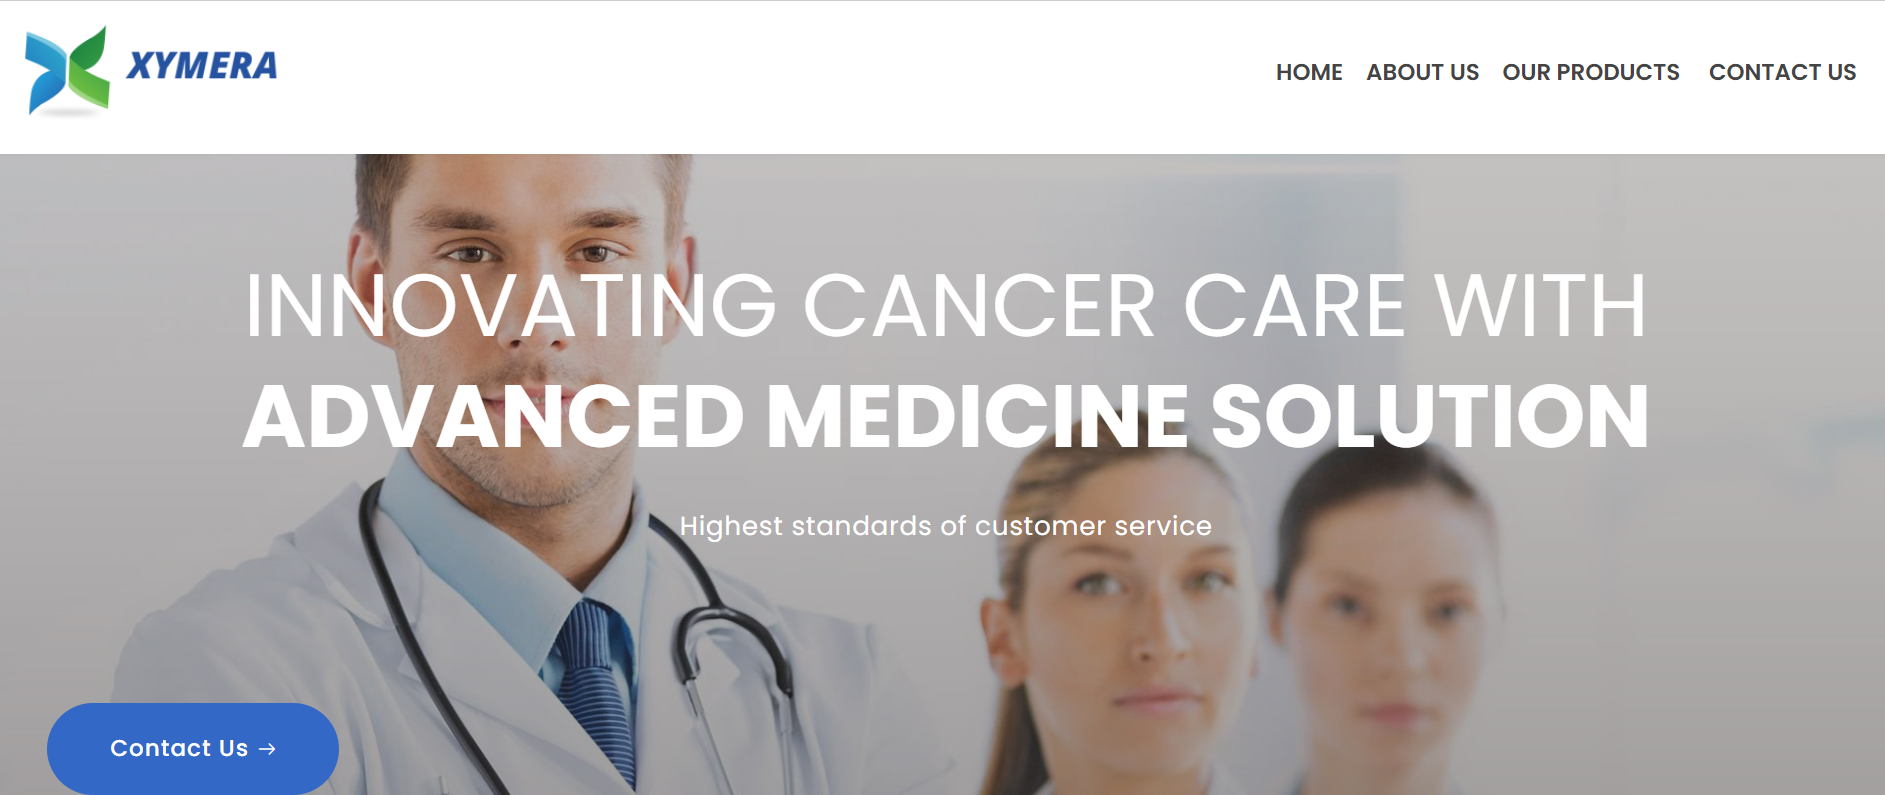 XYMERA
HOME ABOUT US OUR PRODUCTS CONTACT US
INNOVATING CANCER CARE WITH
ADVANCED MEDICINE SOLUTION
Highest standards of customer service
Contact Us →